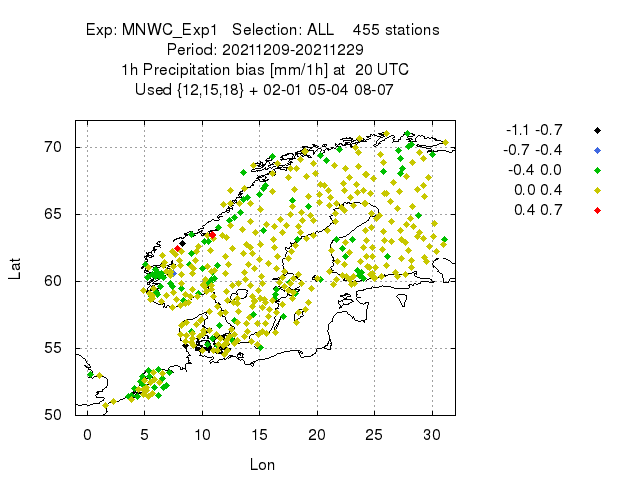 Exp: MNWC_Exp1   Selection: ALL    455 stations
Period: 20211209-20211229
1h Precipitation bias [mm/1h] at  20 UTC
Used {12,15,18} + 02-01 05-04 08-07
-1.1 -0.7
-0.7 -0.4
-0.4 0.0
0.0 0.4
0.4 0.7
70
65
60
55
50
Lat
0 5 10 15 20 25 30
Lon